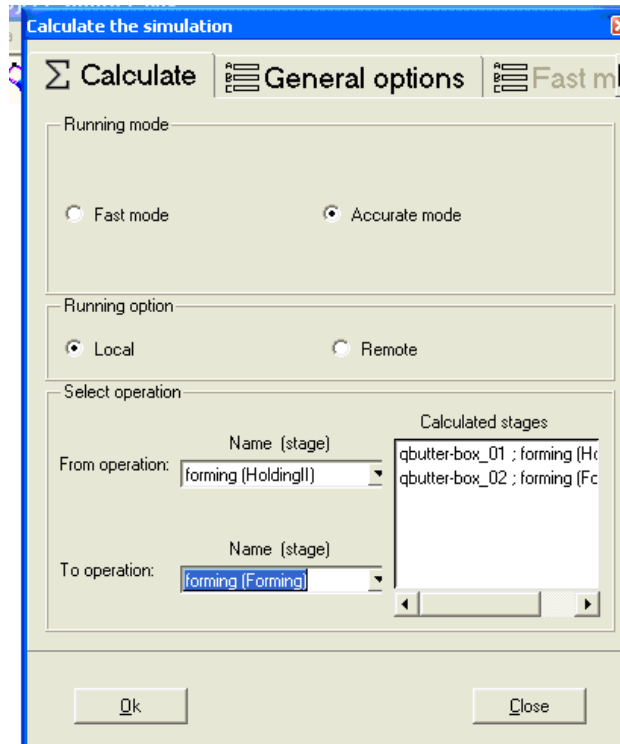 Calculate the simulation
Σ Calculate
General options
Fast m
Running mode
Fast mode
Accurate mode
Running option
Local
Remote
Select operation
Name (stage)
From operation:
forming (HoldingII)
Name (stage)
To operation:
forming (Forming)
Calculated stages
qbutter-box_01 ; forming (Ho
qbutter-box_02 ; forming (Fo
Ok
Close